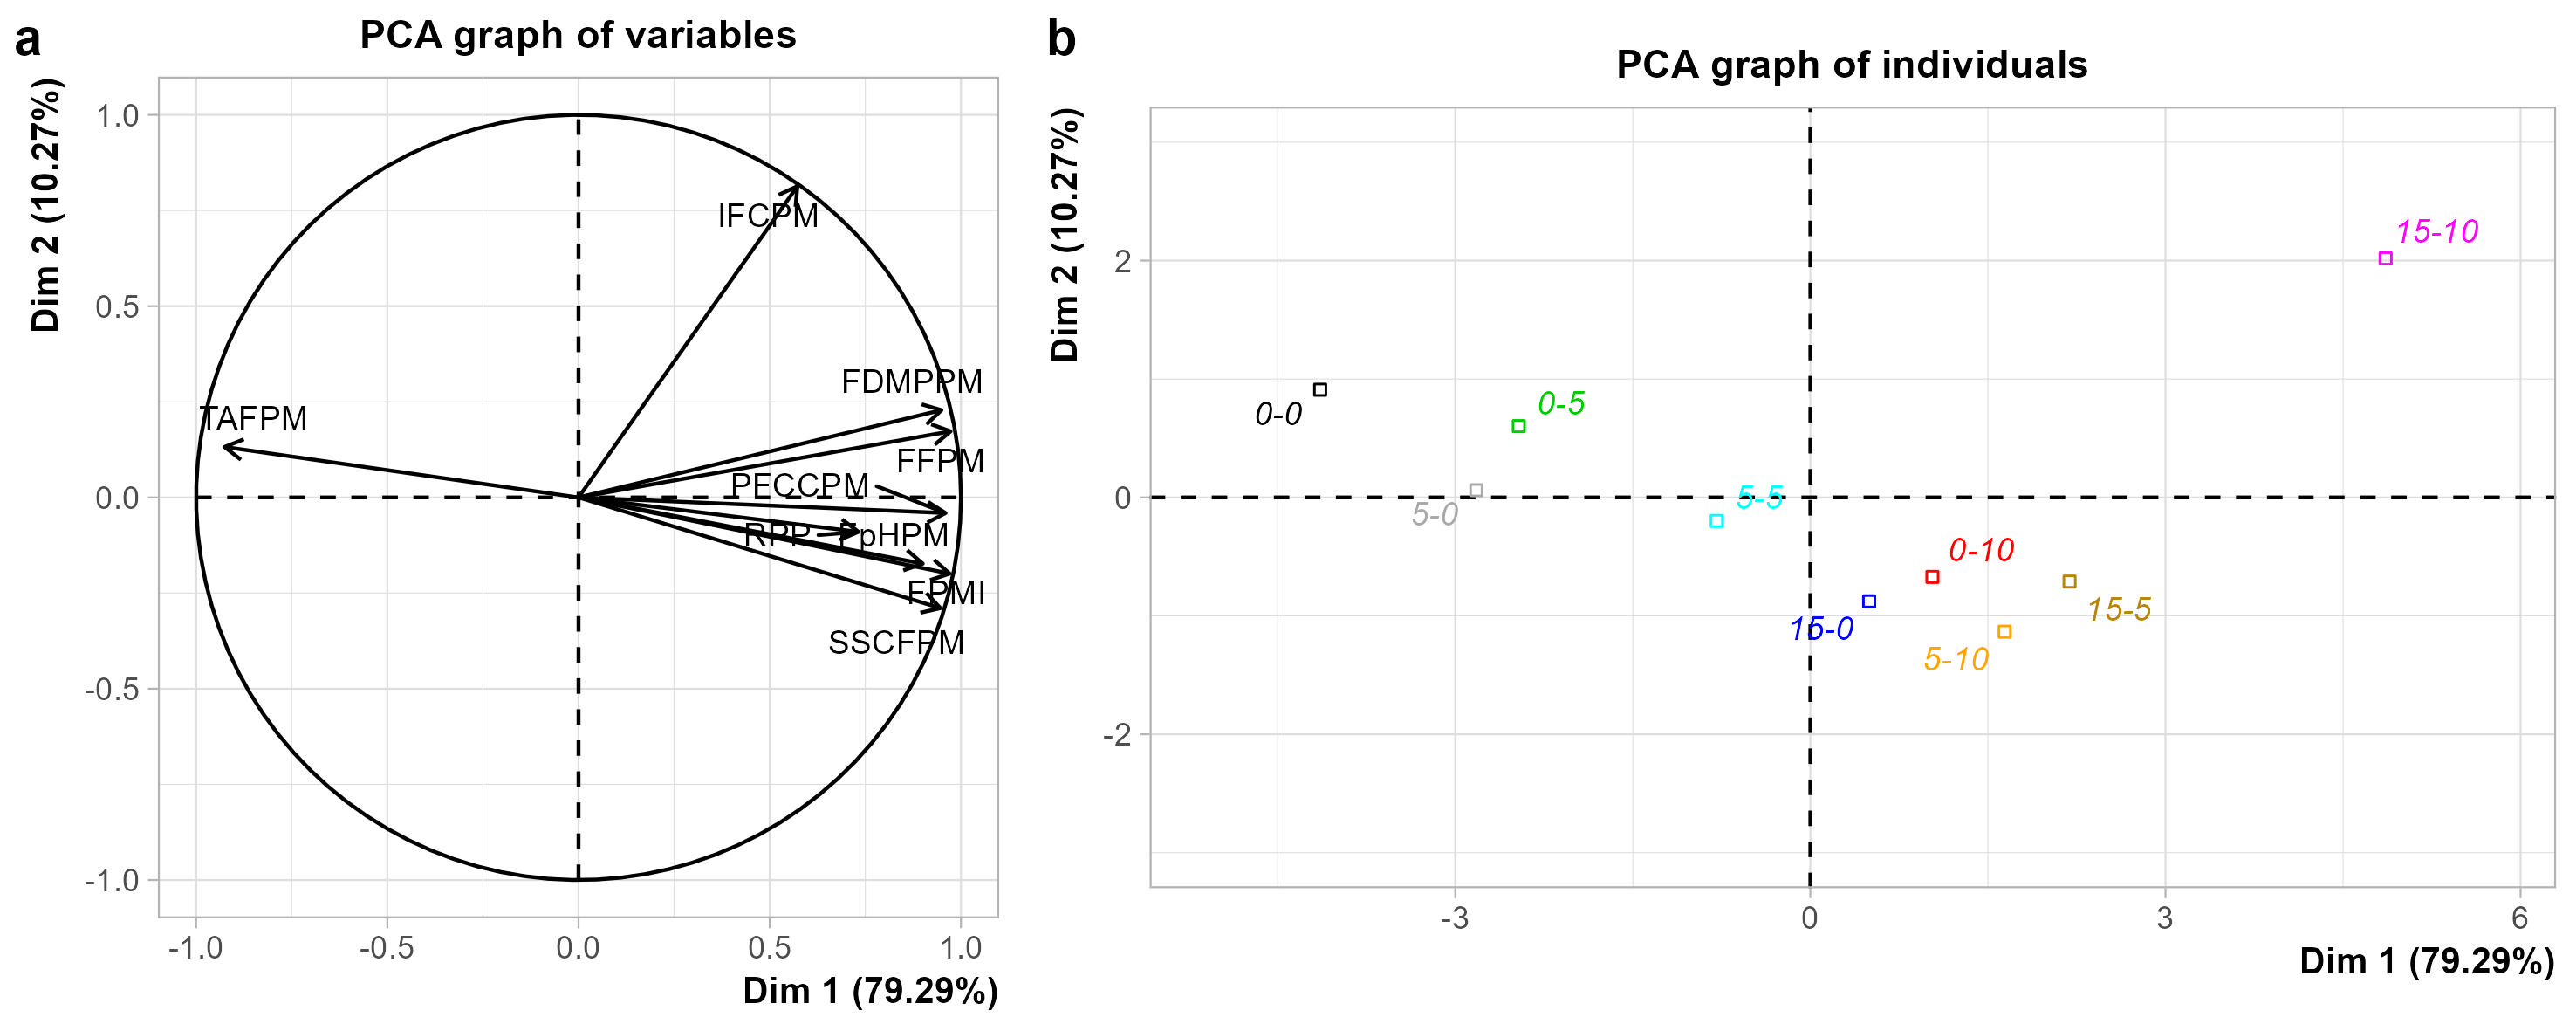 a
PCA graph of variables
Dim 2 (10.27%)
1.0
0.5
0.0
-0.5
-1.0
IFCPM
FDMPPM
TAFPM
FFPM
PFCCPM
RPP
FpHPM
FPMI
SSCFPM
-1.0
-0.5
0.0
0.5
1.0
Dim 1 (79.29%)
b
PCA graph of individuals
Dim 2 (10.27%)
2
0
-2
15-10
0-0
0-5
5-0
5-5
0-10
15-5
15-0
5-10
-3
0
3
6
Dim 1 (79.29%)